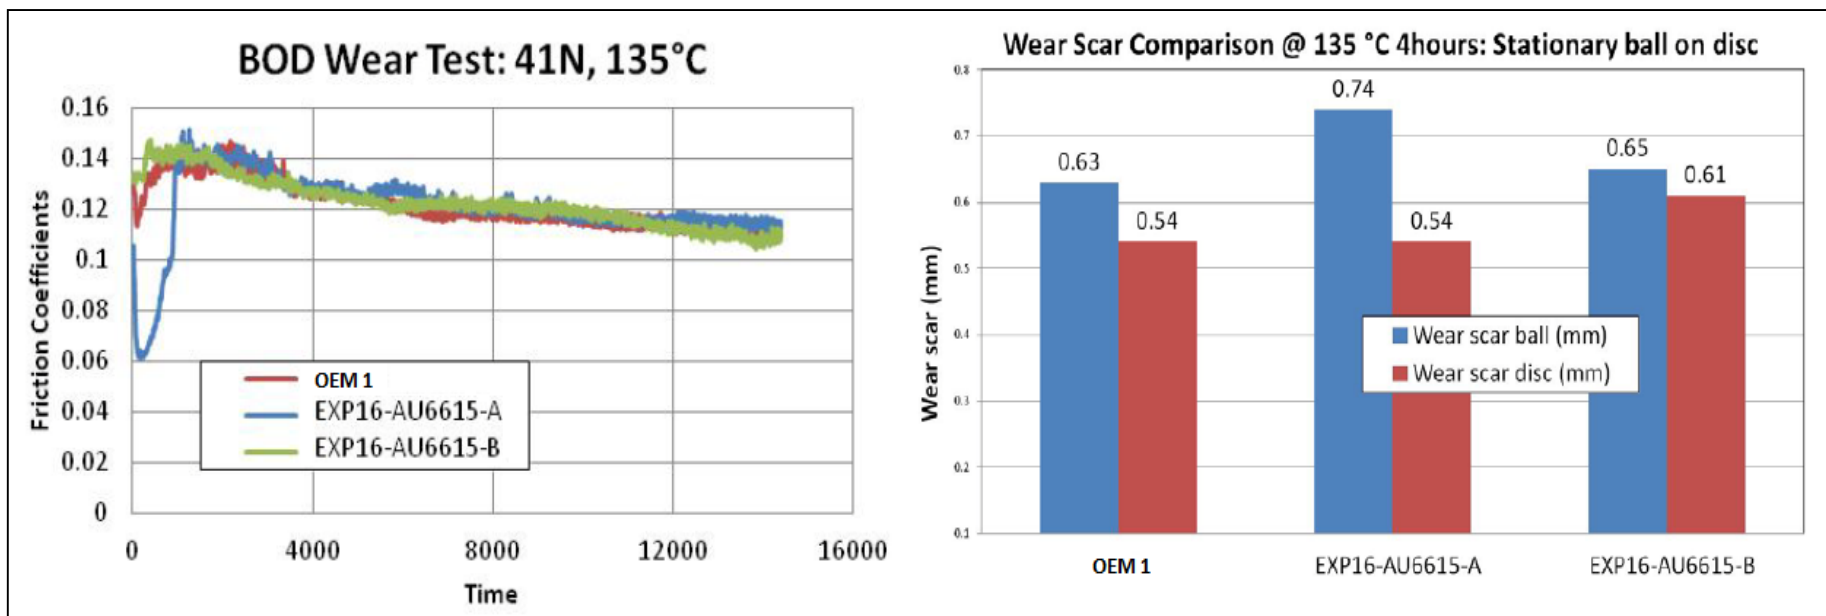 BOD Wear Test: 41N, 135°C
0.16
0.14
0.12
0.1
0.08
0.06
0.04
0.02
0
Friction Coefficients
OEM 1
EXP16-AU6615-A
EXP16-AU6615-B
0 4000 8000 12000 16000
Time
Wear Scar Comparison @ 135 °C 4hours: Stationary ball on disc
0.8
0.7
0.6
0.5
0.4
0.3
0.2
0.1
Wear scar (mm)
0.63
0.54
0.74
0.54
0.65
0.61
Wear scar ball (mm)
Wear scar disc (mm)
OEM 1 EXP16-AU6615-A EXP16-AU6615-B